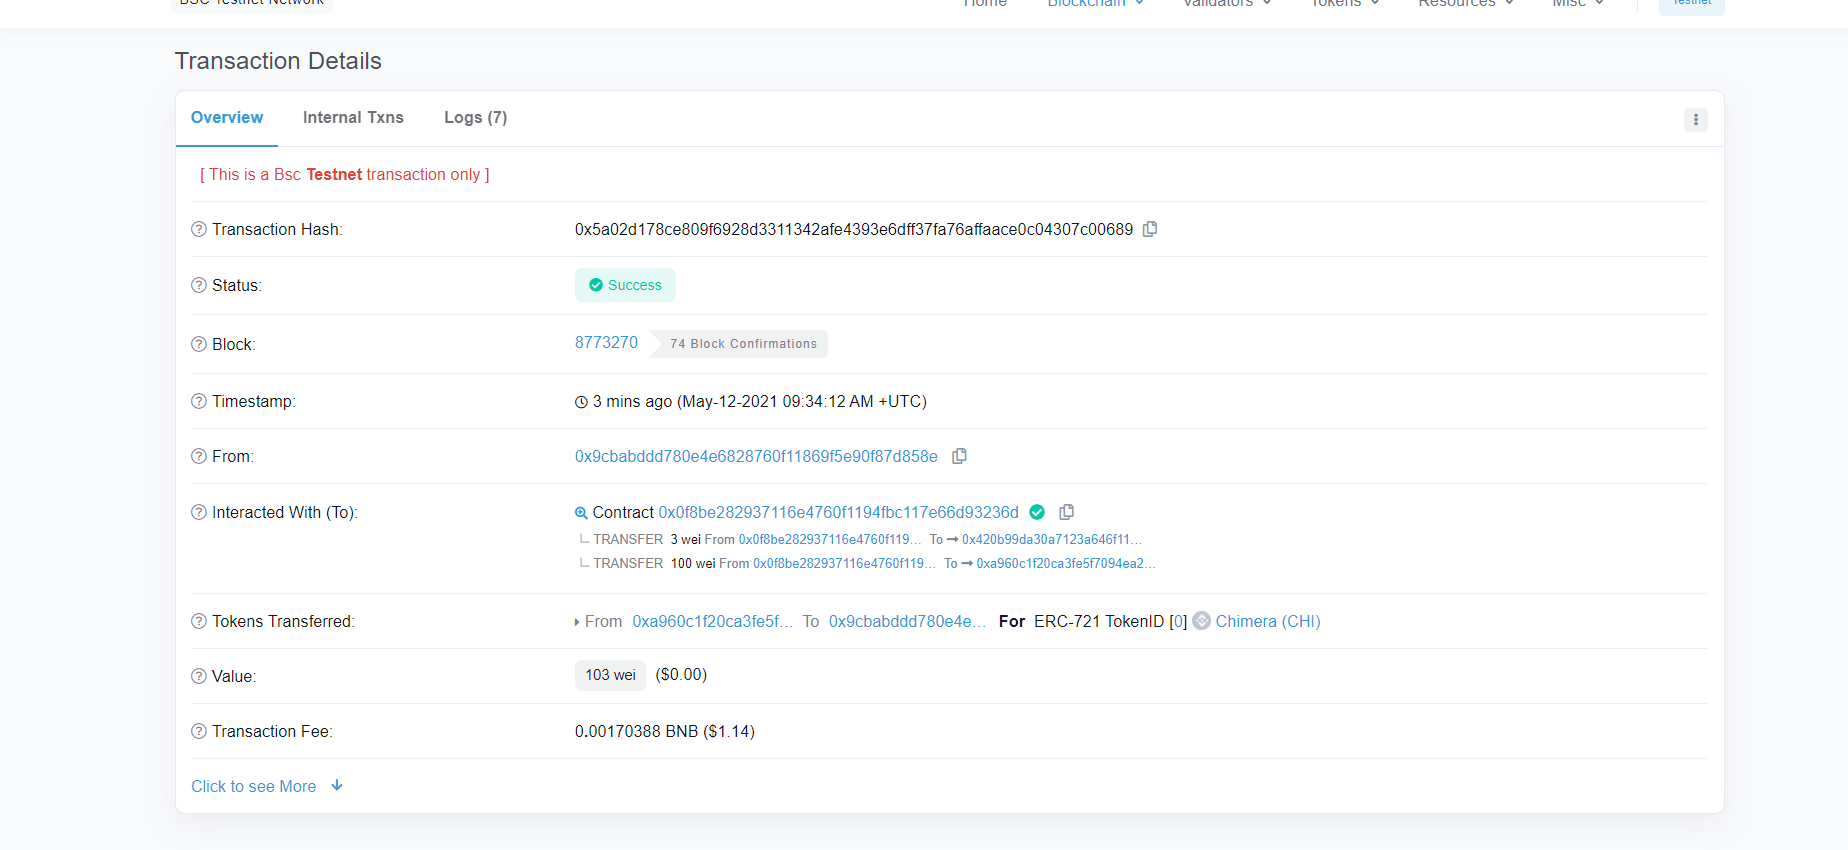 BSC Testnet Network Home Blockchain Validators Tokens Resources Misc Testnet
Transaction Details
Overview Internal Txns Logs (7)
[ This is a Bsc Testnet transaction only ]
Transaction Hash: 0x5a02d178ce809f6928d3311342afe4393e6dff37fa76affaace0c04307c00689
Status: Success
Block: 8773270 74 Block Confirmations
Timestamp: 3 mins ago (May-12-2021 09:34:12 AM +UTC)
From: 0x9cbabddd780e4e6828760f11869f5e90f87d858e
Interacted With (To): Contract 0x0f8be282937116e4760f1194fbc117e66d93236d
TRANSFER 3 wei From 0x0f8be282937116e4760f119... To → 0x420b99da30a7123a646f11...
TRANSFER 100 wei From 0x0f8be282937116e4760f119... To → 0xa960c1f20ca3fe5f7094ea2...
Tokens Transferred: From 0xa960c1f20ca3fe5f... To 0x9cbabddd780e4e... For ERC-721 TokenID [0] Chimera (CHI)
Value: 103 wei ($0.00)
Transaction Fee: 0.00170388 BNB ($1.14)
Click to see More